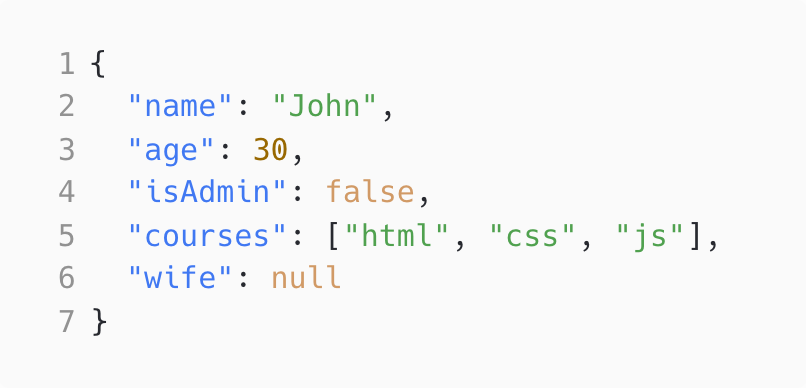 1 {
2   "name": "John",
3   "age": 30,
4   "isAdmin": false,
5   "courses": ["html", "css", "js"],
6   "wife": null
7 }